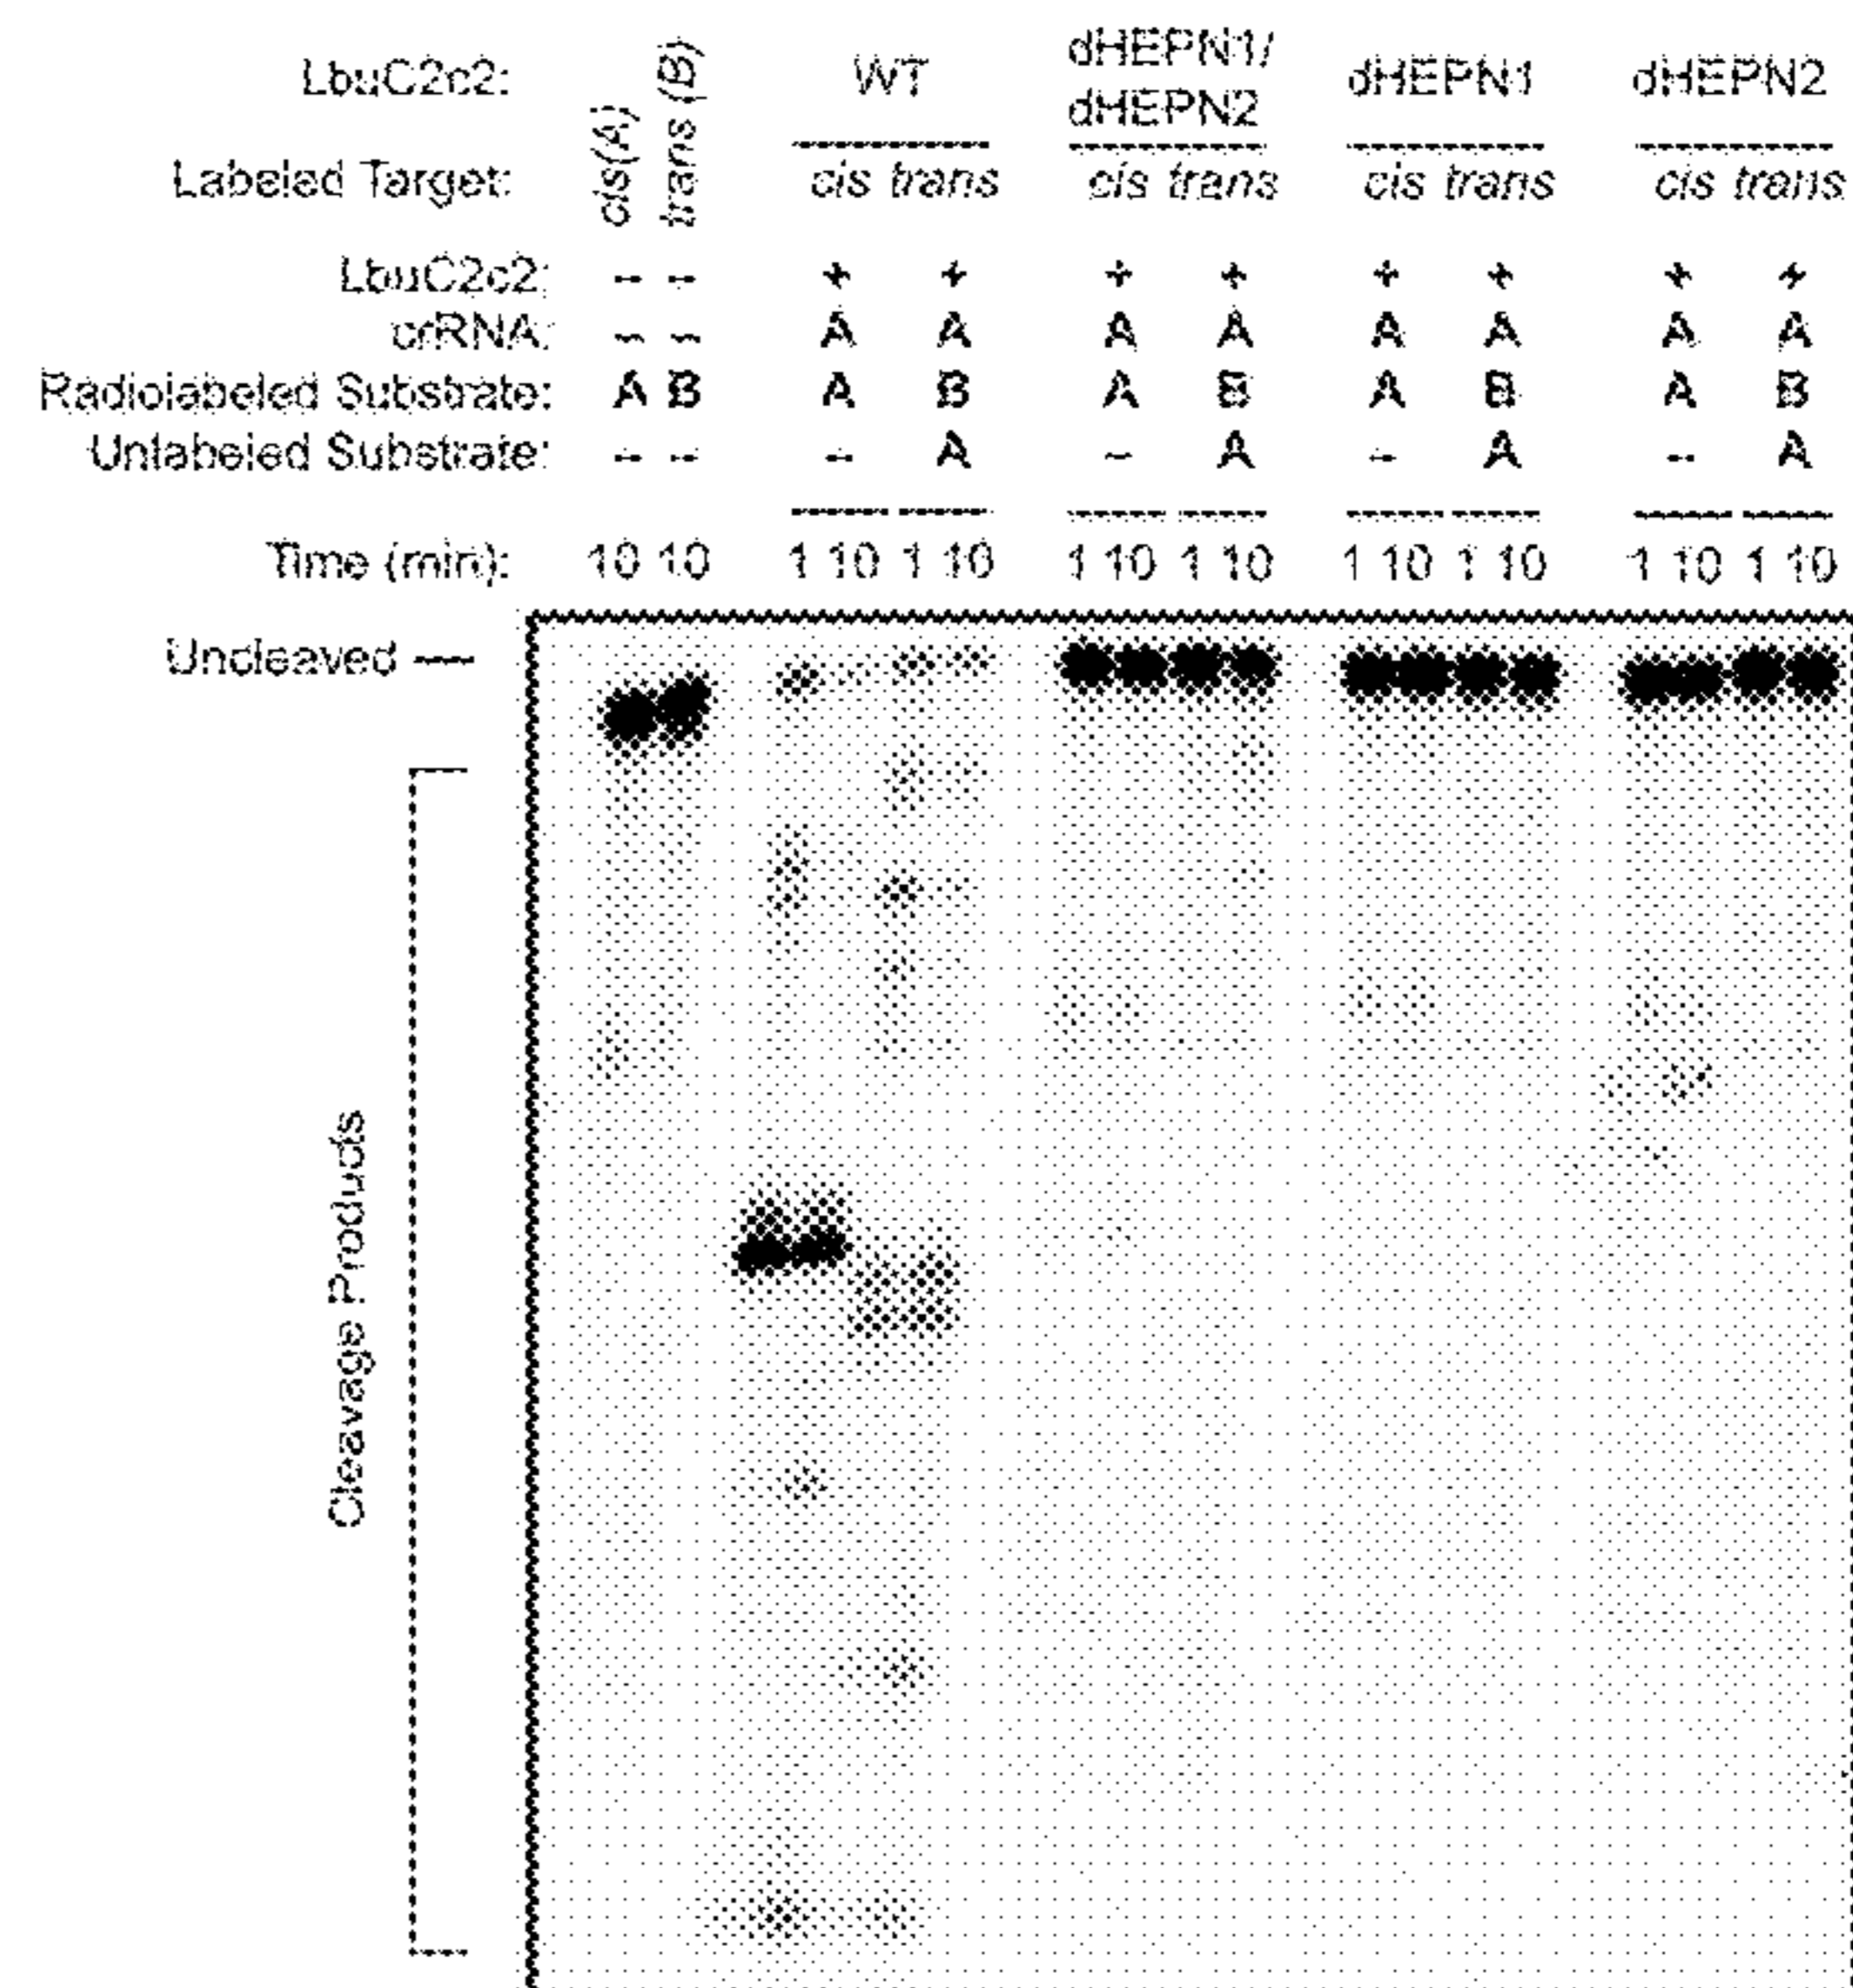 LbuC2c2: cis(A) trans (B) WT dHEPN1/ dHEPN2 dHEPN1 dHEPN2
Labeled Target: cis trans cis trans cis trans cis trans
LbuC2c2: -- -- + + + + + + + +
crRNA: -- -- A A A A A A A A
Radiolabeled Substrate: A B A B A B A B A B
Unlabeled Substrate: -- -- -- A -- A -- A -- A
Time (min): 10 10 1 10 1 10 1 10 1 10 1 10 1 10 1 10 1 10
Uncleaved
Cleavage Products